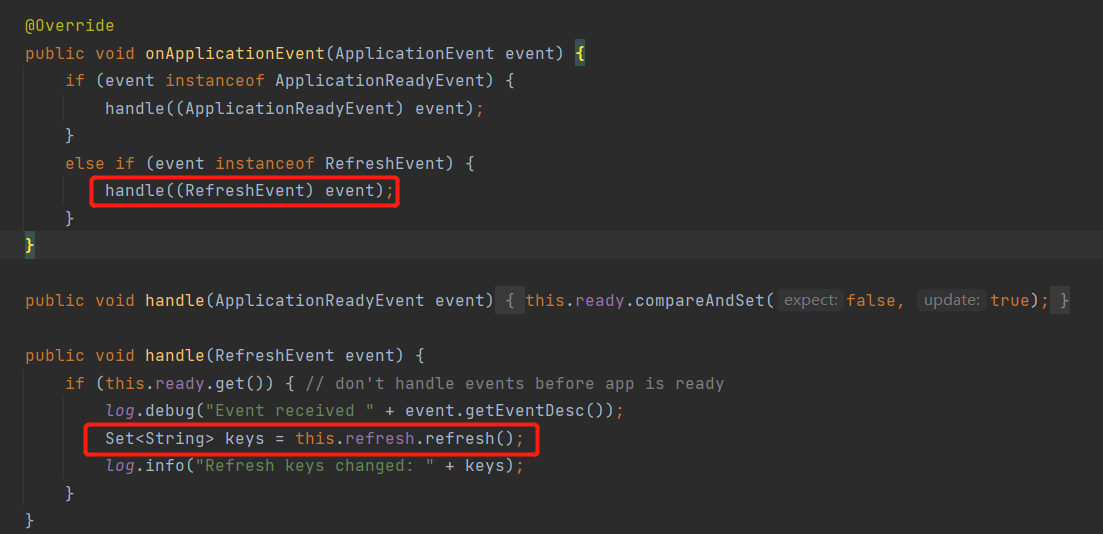 @Override
public void onApplicationEvent(ApplicationEvent event) {
    if (event instanceof ApplicationReadyEvent) {
        handle((ApplicationReadyEvent) event);
    }
    else if (event instanceof RefreshEvent) {
        handle((RefreshEvent) event);
    }
}
public void handle(ApplicationReadyEvent event) { this.ready.compareAndSet( expect: false, update: true); }
public void handle(RefreshEvent event) {
    if (this.ready.get()) { // don't handle events before app is ready
        log.debug("Event received " + event.getEventDesc());
        Set<String> keys = this.refresh.refresh();
        log.info("Refresh keys changed: " + keys);
    }
}